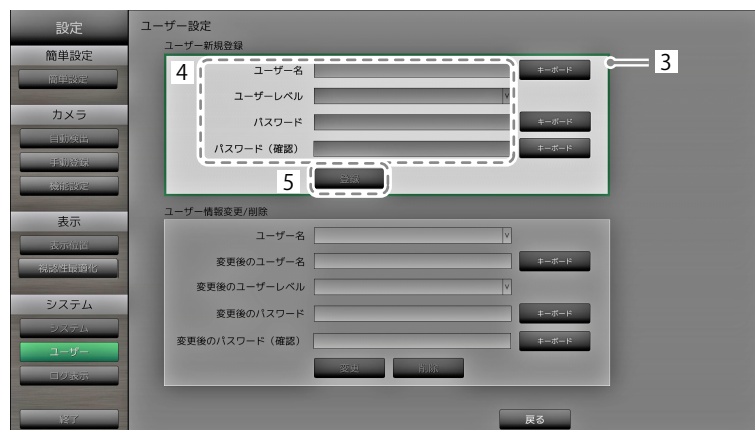 設定
簡単設定
簡単設定
カメラ
自動検出
手動登録
機能設定
表示
表示位置
視認性最適化
システム
システム
ユーザー
ログ表示
終了
ユーザー設定
ユーザー新規登録
4
ユーザー名
キーボード
3
ユーザーレベル
パスワード
キーボード
パスワード（確認）
キーボード
5
登録
ユーザー情報変更/削除
ユーザー名
変更後のユーザー名
キーボード
変更後のユーザーレベル
変更後のパスワード
キーボード
変更後のパスワード（確認）
キーボード
変更
削除
戻る